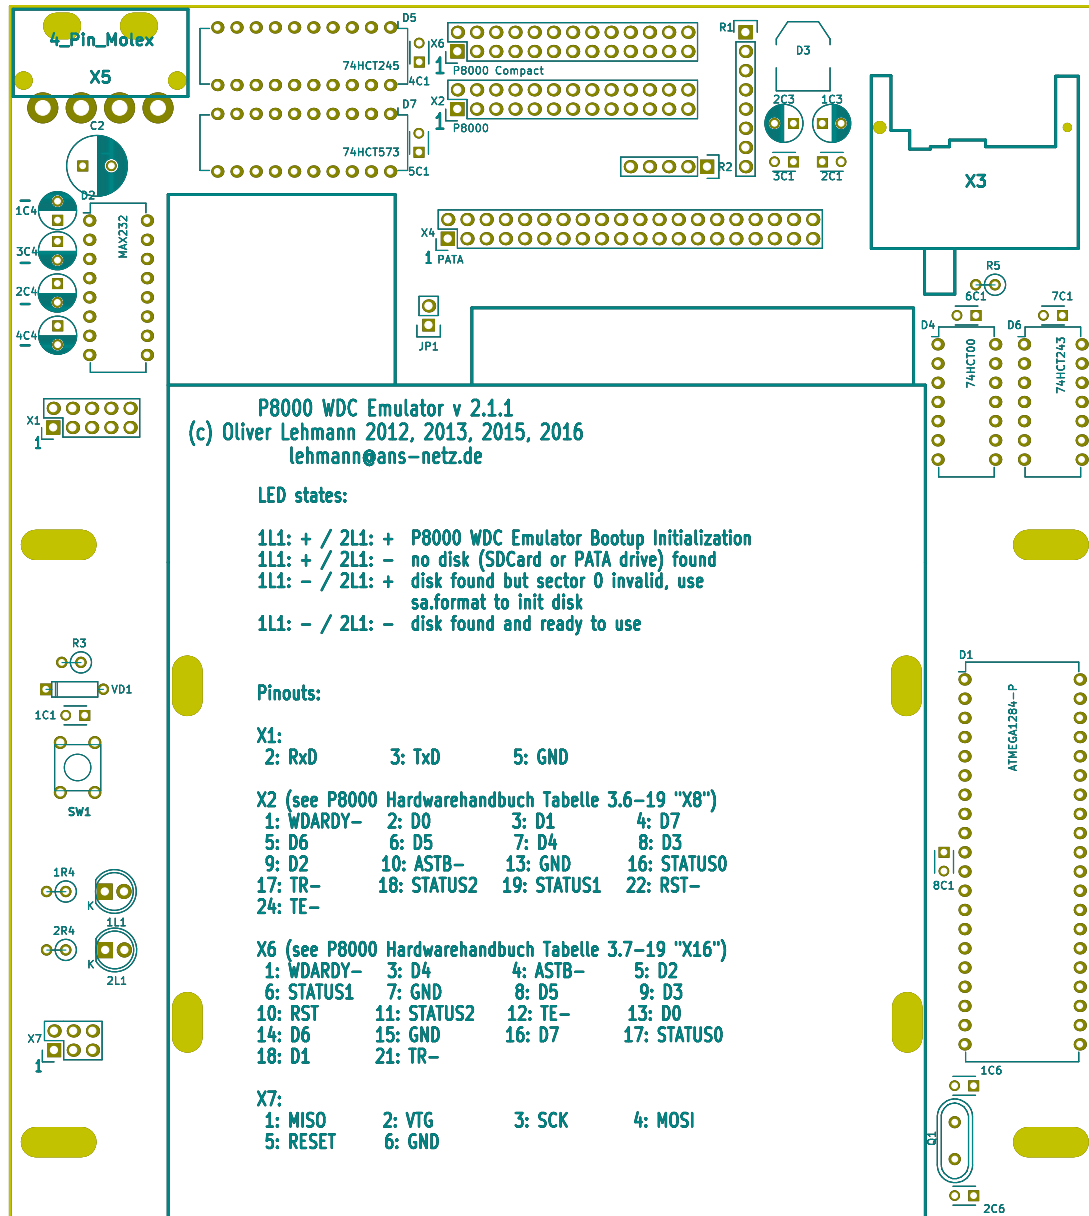 4_Pin_Molex
X5
D5
74HCT245
4C1
X6
1
P8000 Compact
R1
D3
D7
74HCT573
5C1
X2
1
P8000
2C3
1C3
3C1
2C1
R2
X3
C2
D2
MAX232
1C4
3C4
2C4
4C4
X4
1
PATA
JP1
R5
6C1
7C1
D4
74HCT00
D6
74HCT243
X1
1
P8000 WDC Emulator v 2.1.1
(c) Oliver Lehmann 2012, 2013, 2015, 2016
lehmann@ans-netz.de
LED states:
1L1: + / 2L1: + P8000 WDC Emulator Bootup Initialization
1L1: + / 2L1: - no disk (SDCard or PATA drive) found
1L1: - / 2L1: + disk found but sector 0 invalid, use
sa.format to init disk
1L1: - / 2L1: - disk found and ready to use
R3
VD1
1C1
SW1
D1
ATMEGA1284-P
Pinouts:
X1:
2: RxD 3: TxD 5: GND
X2 (see P8000 Hardwarehandbuch Tabelle 3.6-19 "X8")
1: WDARDY- 2: D0 3: D1 4: D7
5: D6 6: D5 7: D4 8: D3
9: D2 10: ASTB- 13: GND 16: STATUS0
17: TR- 18: STATUS2 19: STATUS1 22: RST-
24: TE-
8C1
1R4
K
1L1
2R4
K
2L1
X6 (see P8000 Hardwarehandbuch Tabelle 3.7-19 "X16")
1: WDARDY- 3: D4 4: ASTB- 5: D2
6: STATUS1 7: GND 8: D5 9: D3
10: RST 11: STATUS2 12: TE- 13: D0
14: D6 15: GND 16: D7 17: STATUS0
18: D1 21: TR-
X7
1
X7:
1: MISO 2: VTG 3: SCK 4: MOSI
5: RESET 6: GND
1C6
Q1
2C6